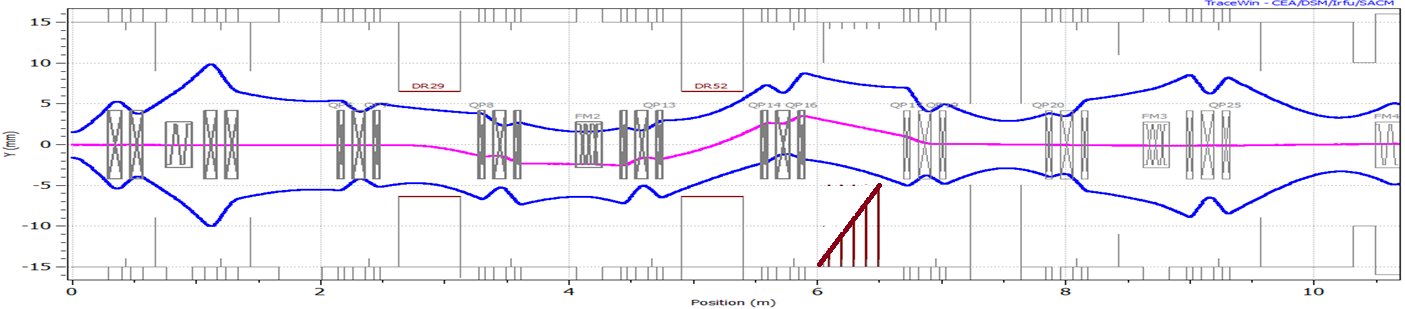 TraceWin - CEA/DSM/Irfu/SACM
15
10
5
0
-5
-10
-15
Y (mm)
DR29
QP8
FM2
QP13
DR52
QP14
QP16
QP20
FM3
QP25
FM4
0
2
4
6
8
10
Position (m)